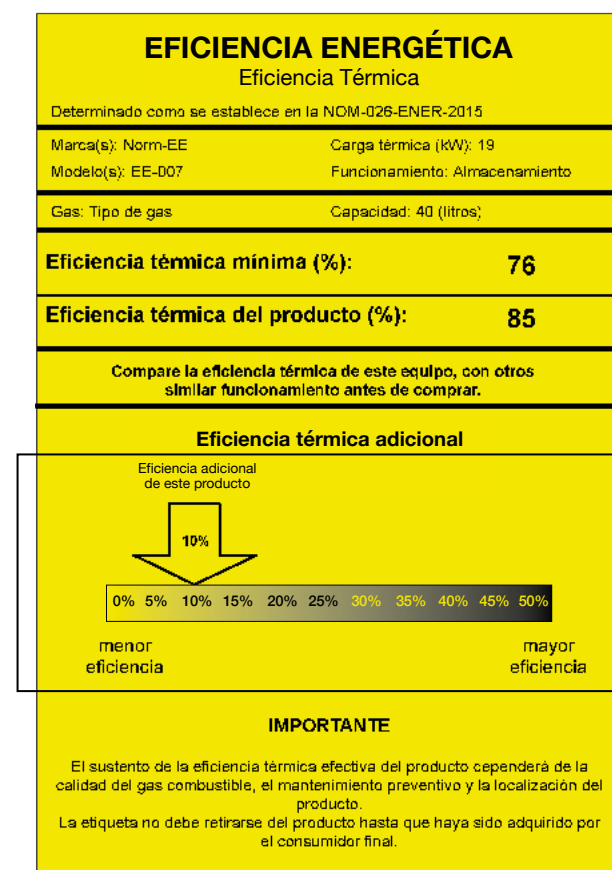 EFICIENCIA ENERGÉTICA
Eficiencia Térmica
Determinado como se establece en la NOM-026-ENER-2015
Marca(s): Norm-EE Carga térmica (kW): 19
Modelo(s): EE-007 Funcionamiento: Almacenamiento
Gas: Tipo de gas Capacidad: 40 (litros)
Eficiencia térmica mínima (%): 76
Eficiencia térmica del producto (%): 85
Compare la eficiencia térmica de este equipo, con otros
similar funcionamiento antes de comprar.
Eficiencia térmica adicional
Eficiencia adicional
de este producto
10%
0% 5% 10% 15% 20% 25% 30% 35% 40% 45% 50%
menor mayor
eficiencia eficiencia
IMPORTANTE
El sustento de la eficiencia térmica efectiva del producto cependerá de la
calidad del gas combustible, el mantenimiento preventivo y la localización del
producto.
La etiqueta no debe retirarse del producto hasta que haya sido adquirido por
el consumidor final.